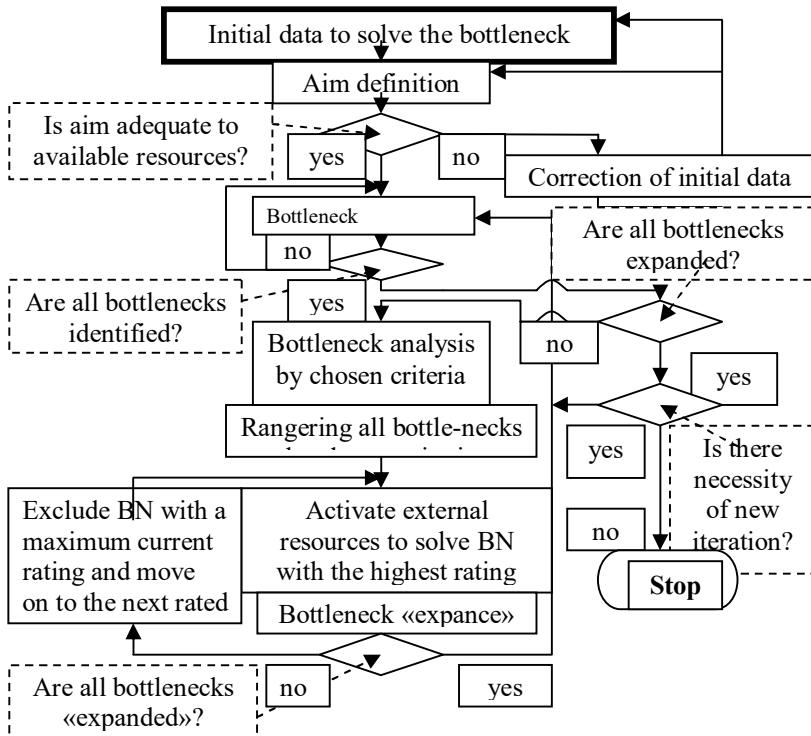 Initial data to solve the bottleneck
Aim definition
Is aim adequate to
available resources?
yes
no
Correction of initial data
Bottleneck
no
Are all bottlenecks
expanded?
Are all bottlenecks
identified?
yes
Bottleneck analysis
by chosen criteria
no
yes
Rangering all bottle-necks
yes
Is there
necessity
of new
iteration?
Exclude BN with a
maximum current
rating and move
on to the next rated
Activate external
resources to solve BN
with the highest rating
no
Stop
Bottleneck «expance»
Are all bottlenecks
«expanded»?
no
yes